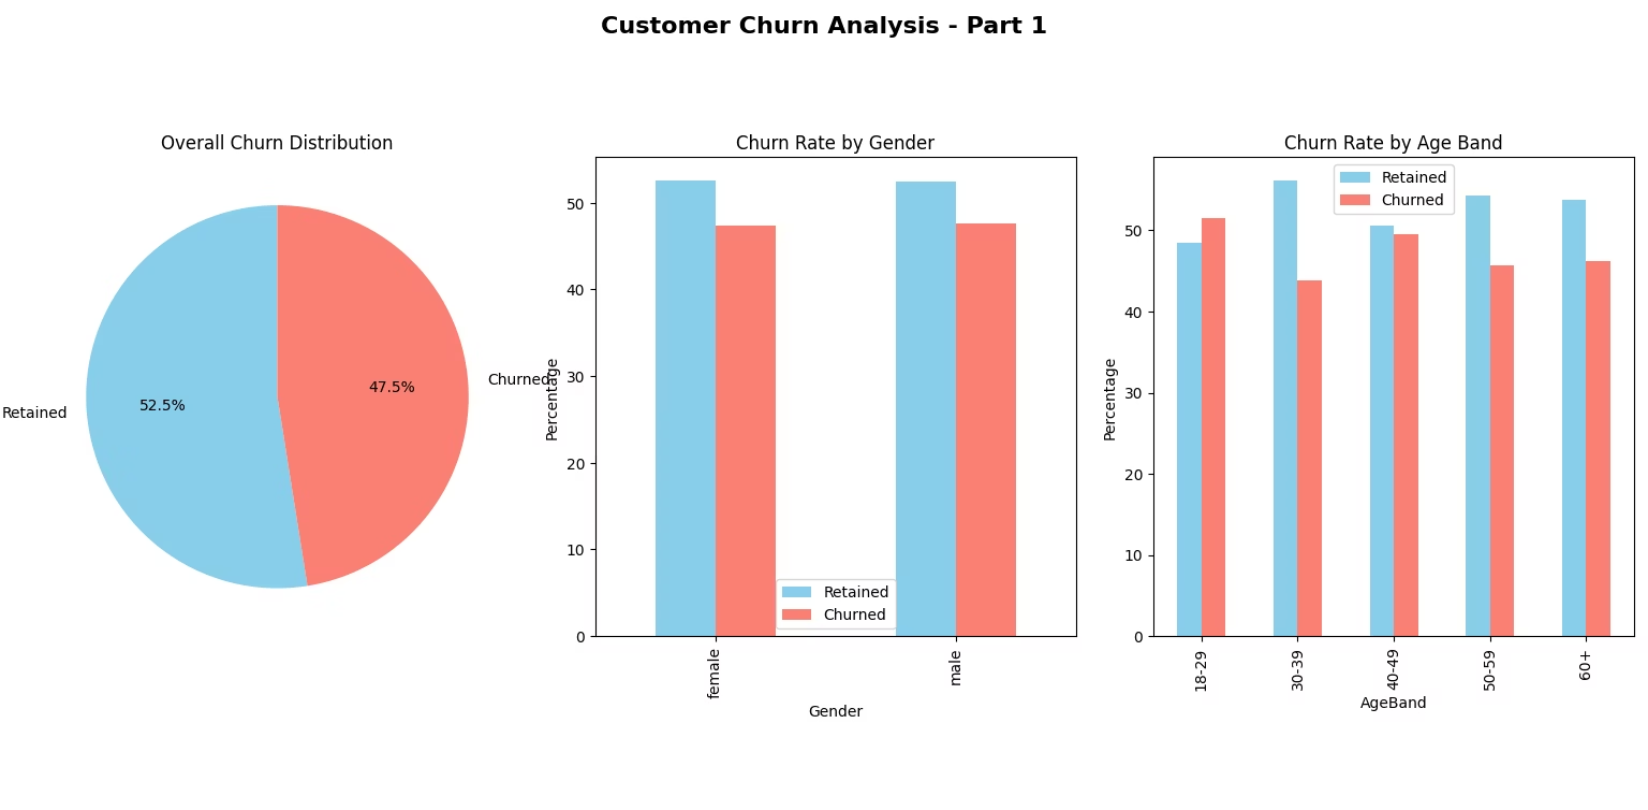 Customer Churn Analysis - Part 1
Overall Churn Distribution
Retained
52.5%
47.5%
Churned
Churn Rate by Gender
Percentage
50
40
30
20
10
0
Retained
Churned
female
male
Gender
Churn Rate by Age Band
Percentage
50
40
30
20
10
0
Retained
Churned
18-29
30-39
40-49
50-59
60+
AgeBand